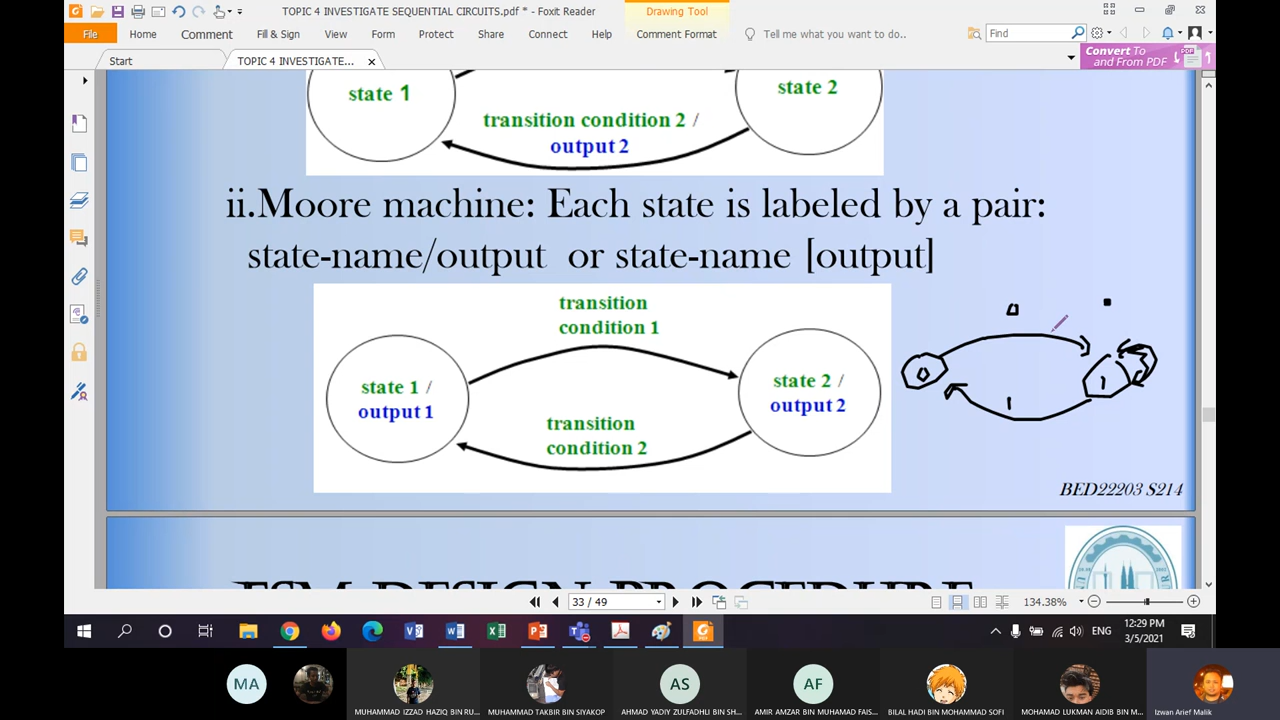 TOPIC 4 INVESTIGATE SEQUENTIAL CIRCUITS.pdf * - Foxit Reader
Drawing Tool
File
Home
Comment
Fill & Sign
View
Form
Protect
Share
Connect
Help
Comment Format
Tell me what you want to do..
Find
Start
TOPIC 4 INVESTIGATE...
Convert To
and From PDF
PDF
state 1
state 2
transition condition 2 /
output 2
ii.Moore machine: Each state is labeled by a pair:
state-name/output or state-name [output]
transition
condition 1
state 1 /
output 1
state 2 /
output 2
transition
condition 2
0
0
1
1
BED22203 S214
FSM DESIGN PROCEDURE
33 / 49
134.38%
ENG
12:29 PM
3/5/2021
MA
AS
AF
MUHAMMAD IZZAD HAZIQ BIN RU...
MUHAMMAD TAKBIR BIN SIYAKOP
AHMAD YADIY ZULFADHLI BIN SH...
AMIR AMZAR BIN MUHAMAD FAIS...
BILAL HADI BIN MOHAMMAD SOFI
MOHAMAD LUKMAN AIDIB BIN M...
Izwan Arief Malik